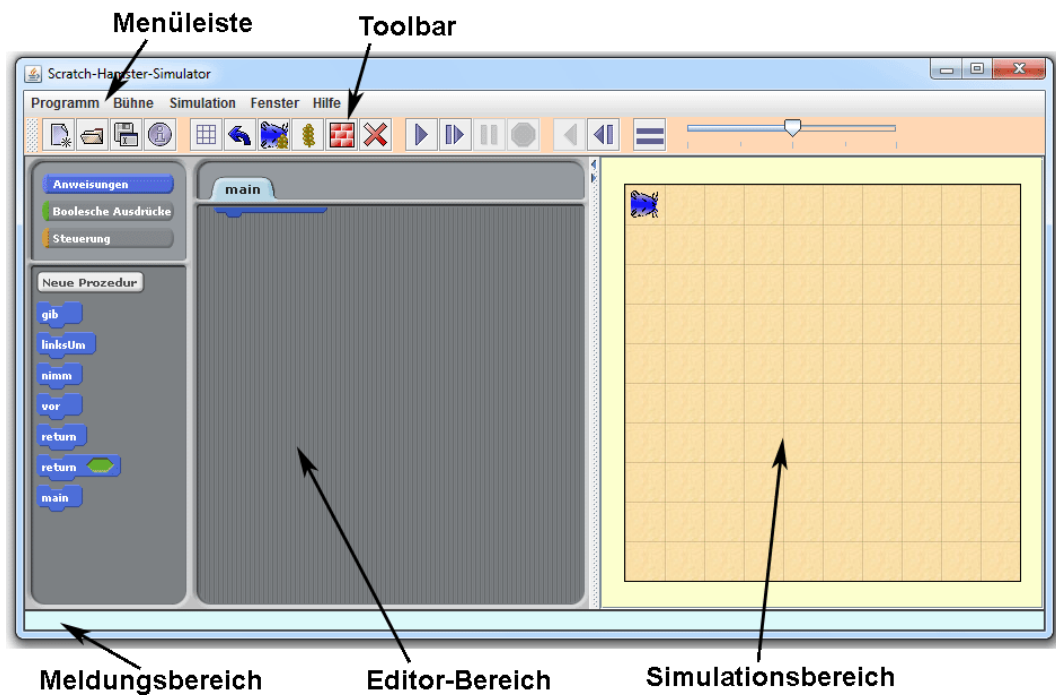 Menüleiste
Toolbar
Scratch-Hamster-Simulator
Programm Bühne Simulation Fenster Hilfe
Anweisungen
Boolesche Ausdrücke
Steuerung
main
Neue Prozedur
gib
linksUm
nimm
vor
return
return
main
Meldungsbereich
Editor-Bereich
Simulationsbereich